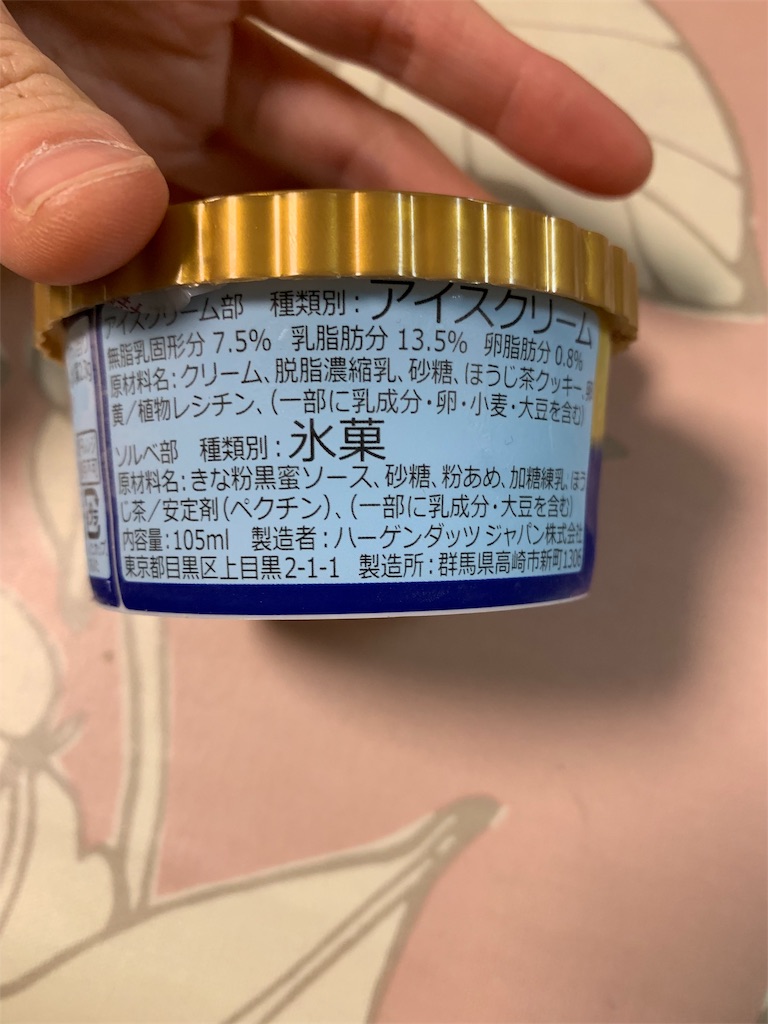 アイスクリーム部 種類別：アイスクリーム
無脂乳固形分 7.5% 乳脂肪分 13.5% 卵脂肪分 0.8%
原材料名：クリーム、脱脂濃縮乳、砂糖、ほうじ茶クッキー、卵
黄／植物レシチン、（一部に乳成分・卵・小麦・大豆を含む）
ソルベ部 種類別：氷菓
原材料名：きな粉黒蜜ソース、砂糖、粉あめ、加糖練乳、ほう
じ茶／安定剤（ペクチン）、（一部に乳成分・大豆を含む）
内容量：105ml 製造者：ハーゲンダッツ ジャパン株式会社
東京都目黒区上目黒2-1-1 製造所：群馬県高崎市新町1306